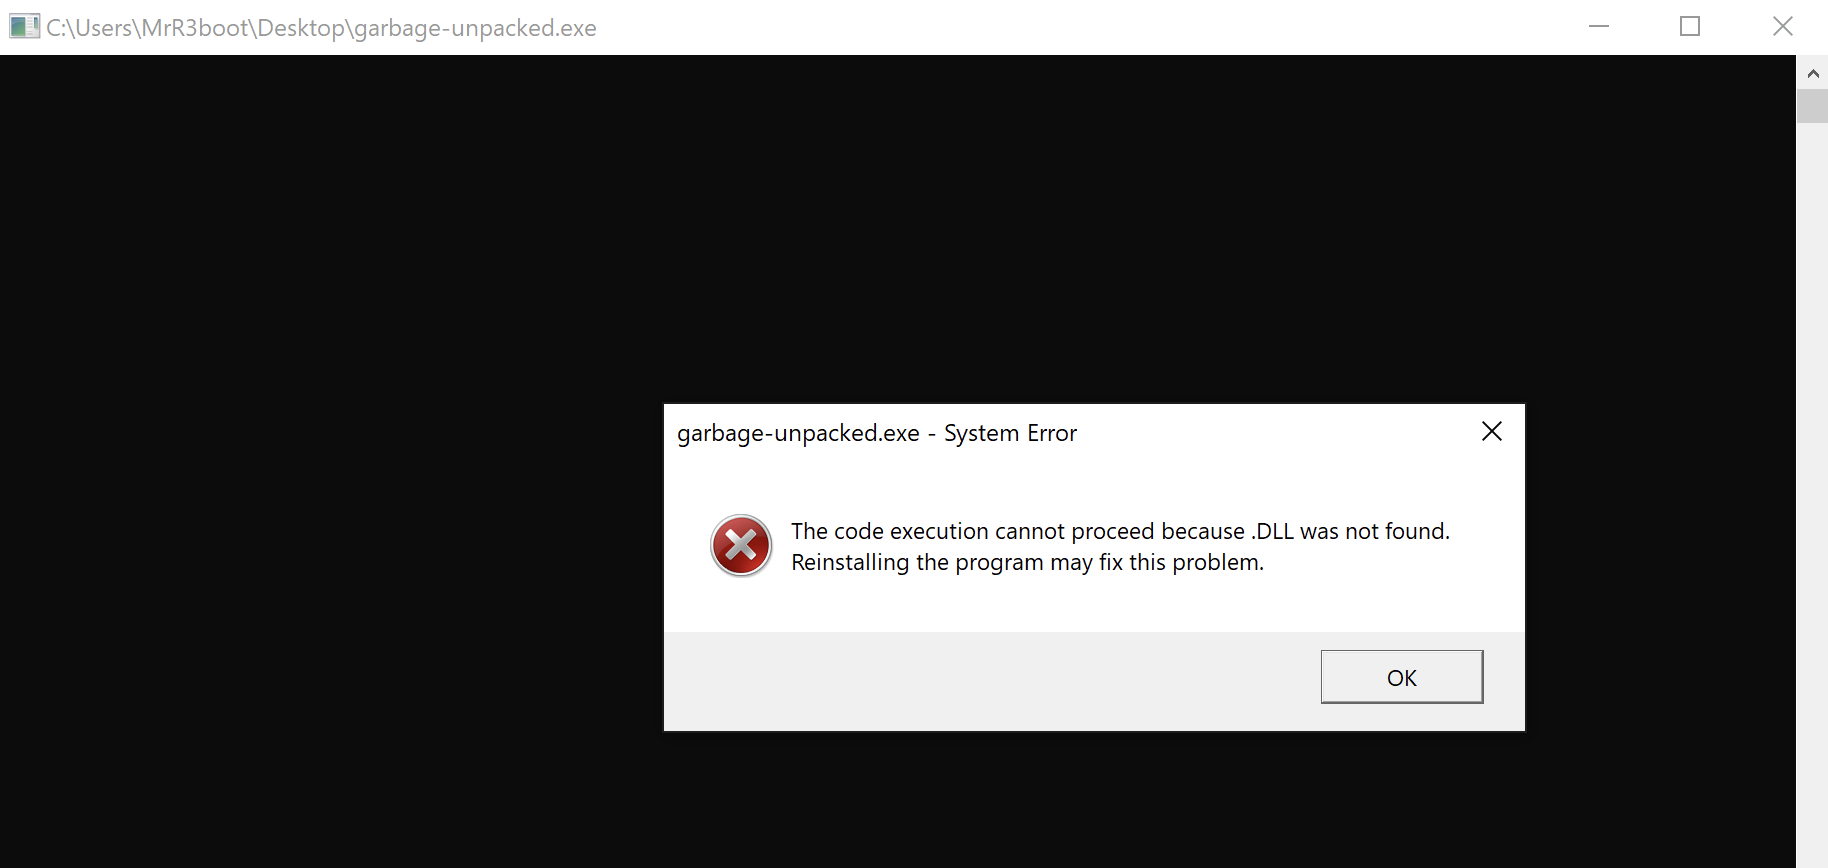 C:\Users\MrR3boot\Desktop\garbage-unpacked.exe
garbage-unpacked.exe - System Error
The code execution cannot proceed because .DLL was not found.
Reinstalling the program may fix this problem.
OK